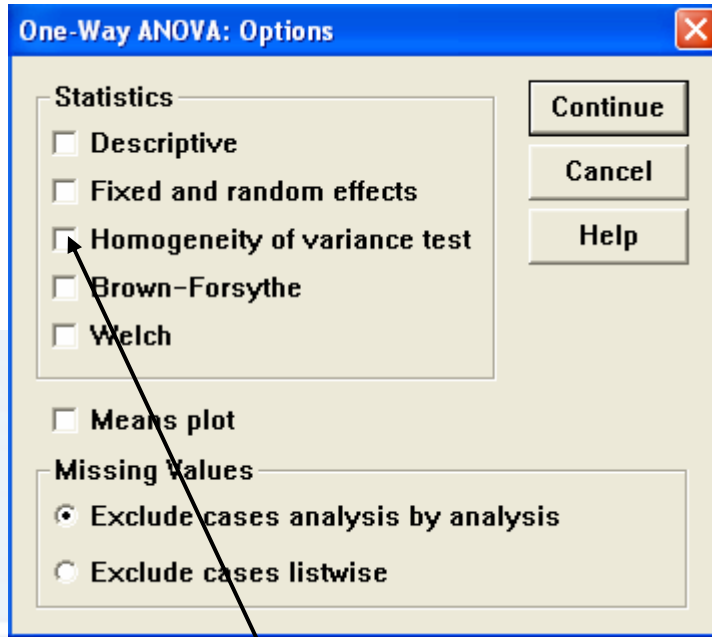 One-Way ANOVA: Options
Statistics
Descriptive
Fixed and random effects
Homogeneity of variance test
Brown-Forsythe
Welch
Continue
Cancel
Help
Means plot
Missing Values
Exclude cases analysis by analysis
Exclude cases listwise